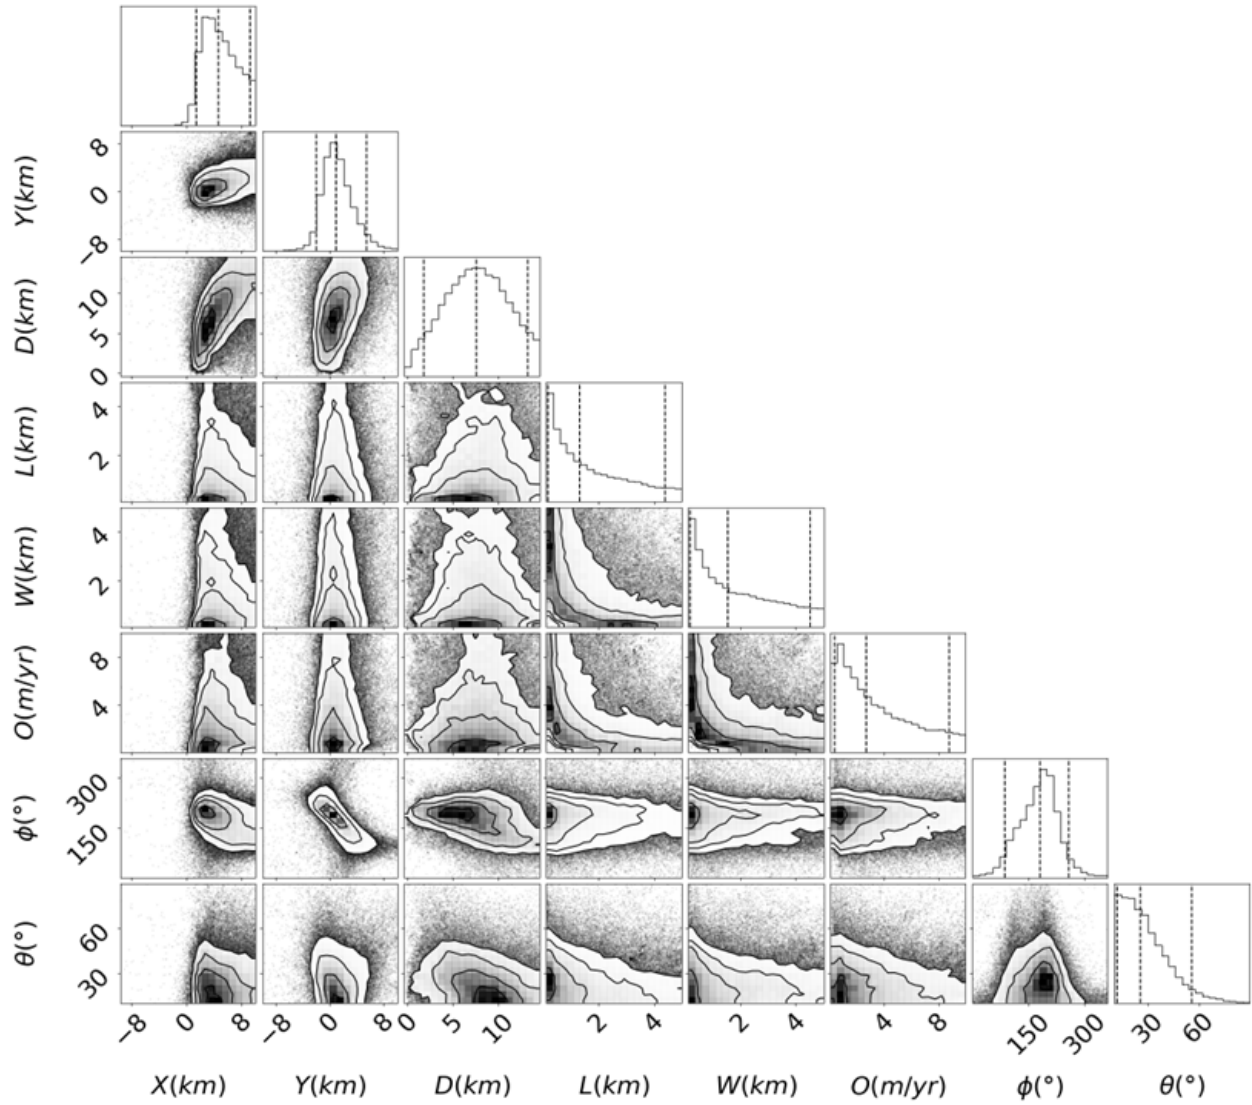 Y(km)
8
0
−8
D(km)
10
5
0
L(km)
4
2
W(km)
4
2
O(m/yr)
8
4
ϕ(°)
300
150
θ(°)
60
30
−8 0 8 −8 0 8 0 5 10 2 4 2 4 4 8 150 300 30 60
X(km) Y(km) D(km) L(km) W(km) O(m/yr) ϕ(°) θ(°)